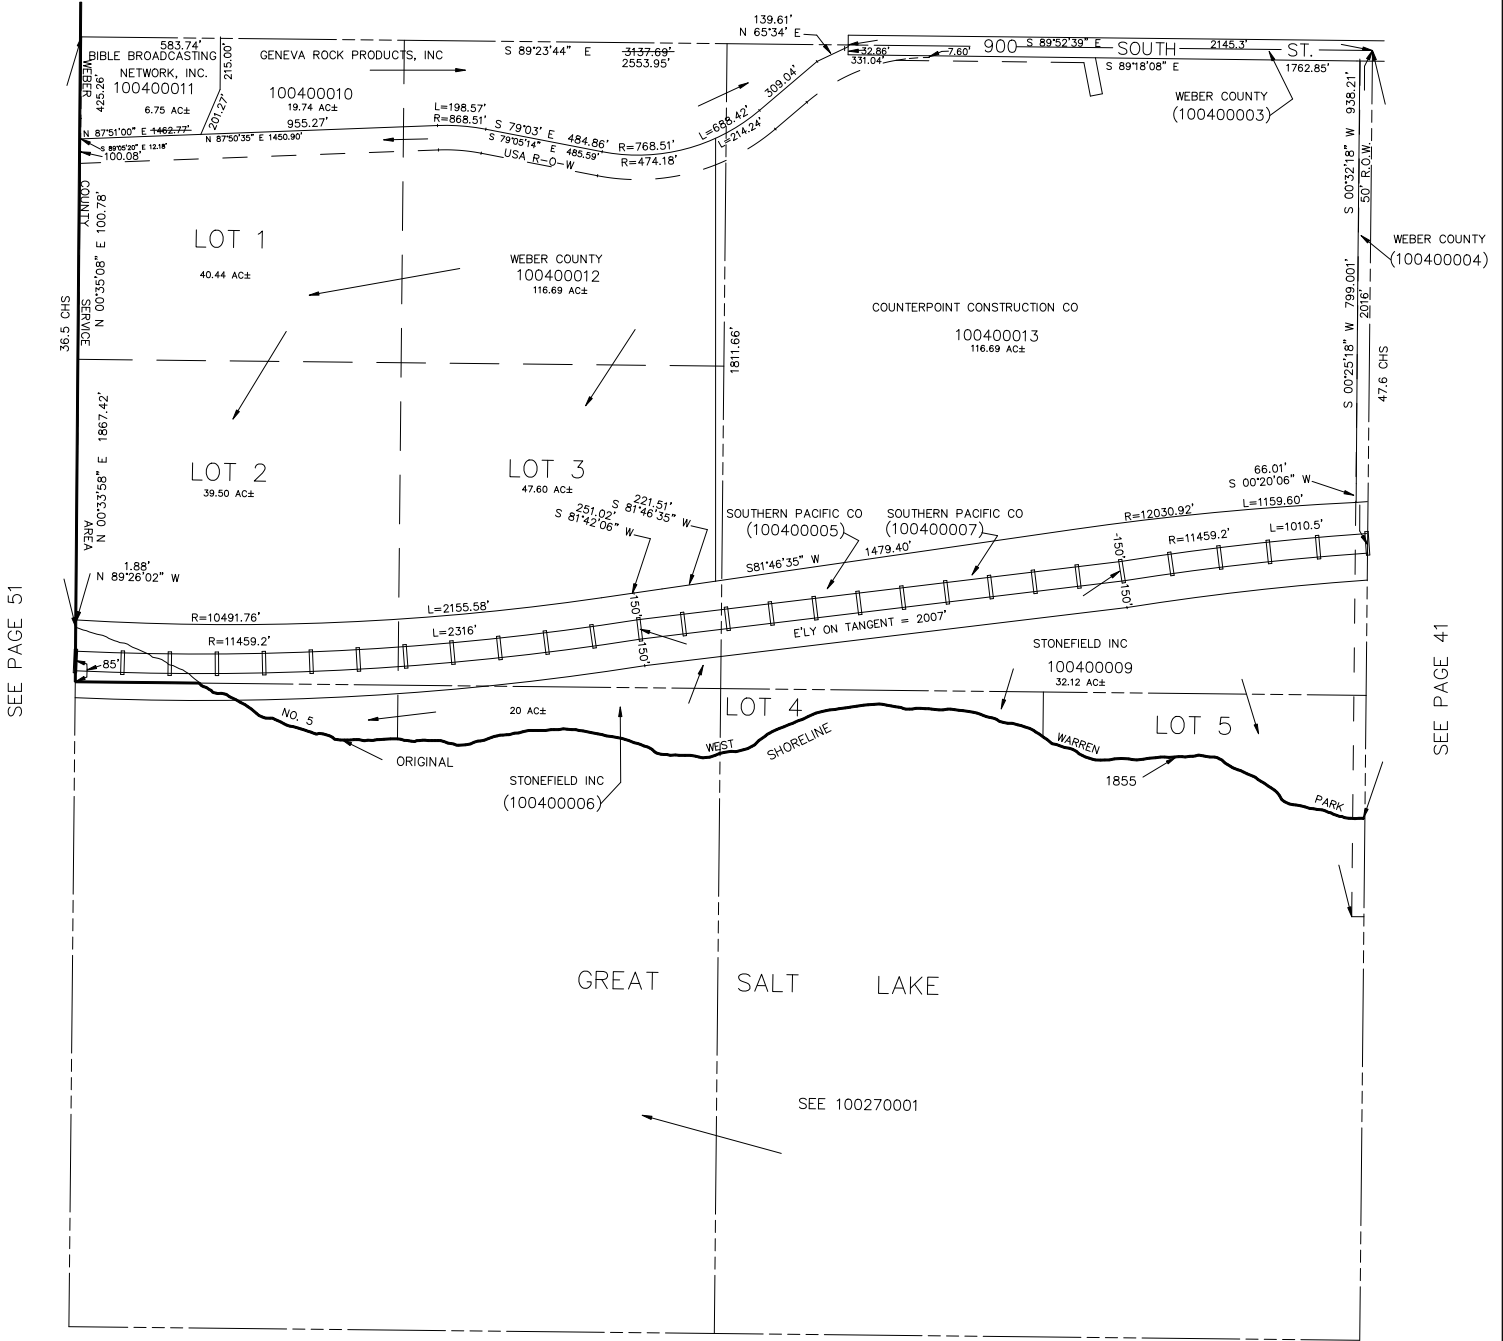 139.61'
N 65°34' E
583.74'
BIBLE BROADCASTING
NETWORK, INC.
100400011
6.75 AC±
215.00'
201.27'
WEBER
425.26'
GENEVA ROCK PRODUCTS, INC
100400010
19.74 AC±
955.27'
S 89°23'44" E
3137.69'
2553.95'
L=198.57'
R=868.51'
S 79°03' E 484.86'
S 79°05'14" E 485.59'
USA R-O-W
R=768.51'
R=474.18'
L=688.42'
L=214.24'
309.04'
32.86'
331.04'
7.60'
900 SOUTH ST.
S 89°52'39" E
2145.3'
S 89°18'08" E
1762.85'
WEBER COUNTY
(100400003)
N 87°51'00" E 1462.77'
N 87°50'35" E 1450.90'
S 89°05'20" E 12.18'
100.08'
COUNTY
N 00°35'08" E 100.78'
SERVICE
36.5 CHS
LOT 1
40.44 AC±
WEBER COUNTY
100400012
116.69 AC±
COUNTERPOINT CONSTRUCTION CO
100400013
116.69 AC±
1811.66'
S 00°32'18" W 938.21'
50' R.O.W.
WEBER COUNTY
(100400004)
S 00°25'18" W 799.001'
2016'
47.6 CHS
N 00°33'58" E 1867.42'
AREA
LOT 2
39.50 AC±
LOT 3
47.60 AC±
221.51'
S 81°46'35" W
251.02'
S 81°42'06" W
SOUTHERN PACIFIC CO
(100400005)
SOUTHERN PACIFIC CO
(100400007)
66.01'
S 00°20'06" W
R=12030.92'
L=1159.60'
R=11459.2'
L=1010.5'
S81°46'35" W
1479.40'
150'
150'
1.88'
N 89°26'02" W
R=10491.76'
L=2155.58'
R=11459.2'
L=2316'
150'
150'
85'
E'LY ON TANGENT = 2007'
STONEFIELD INC
100400009
32.12 AC±
SEE PAGE 51
SEE PAGE 41
NO. 5
20 AC±
LOT 4
LOT 5
ORIGINAL
WEST
SHORELINE
WARREN
1855
PARK
STONEFIELD INC
(100400006)
GREAT SALT LAKE
SEE 100270001